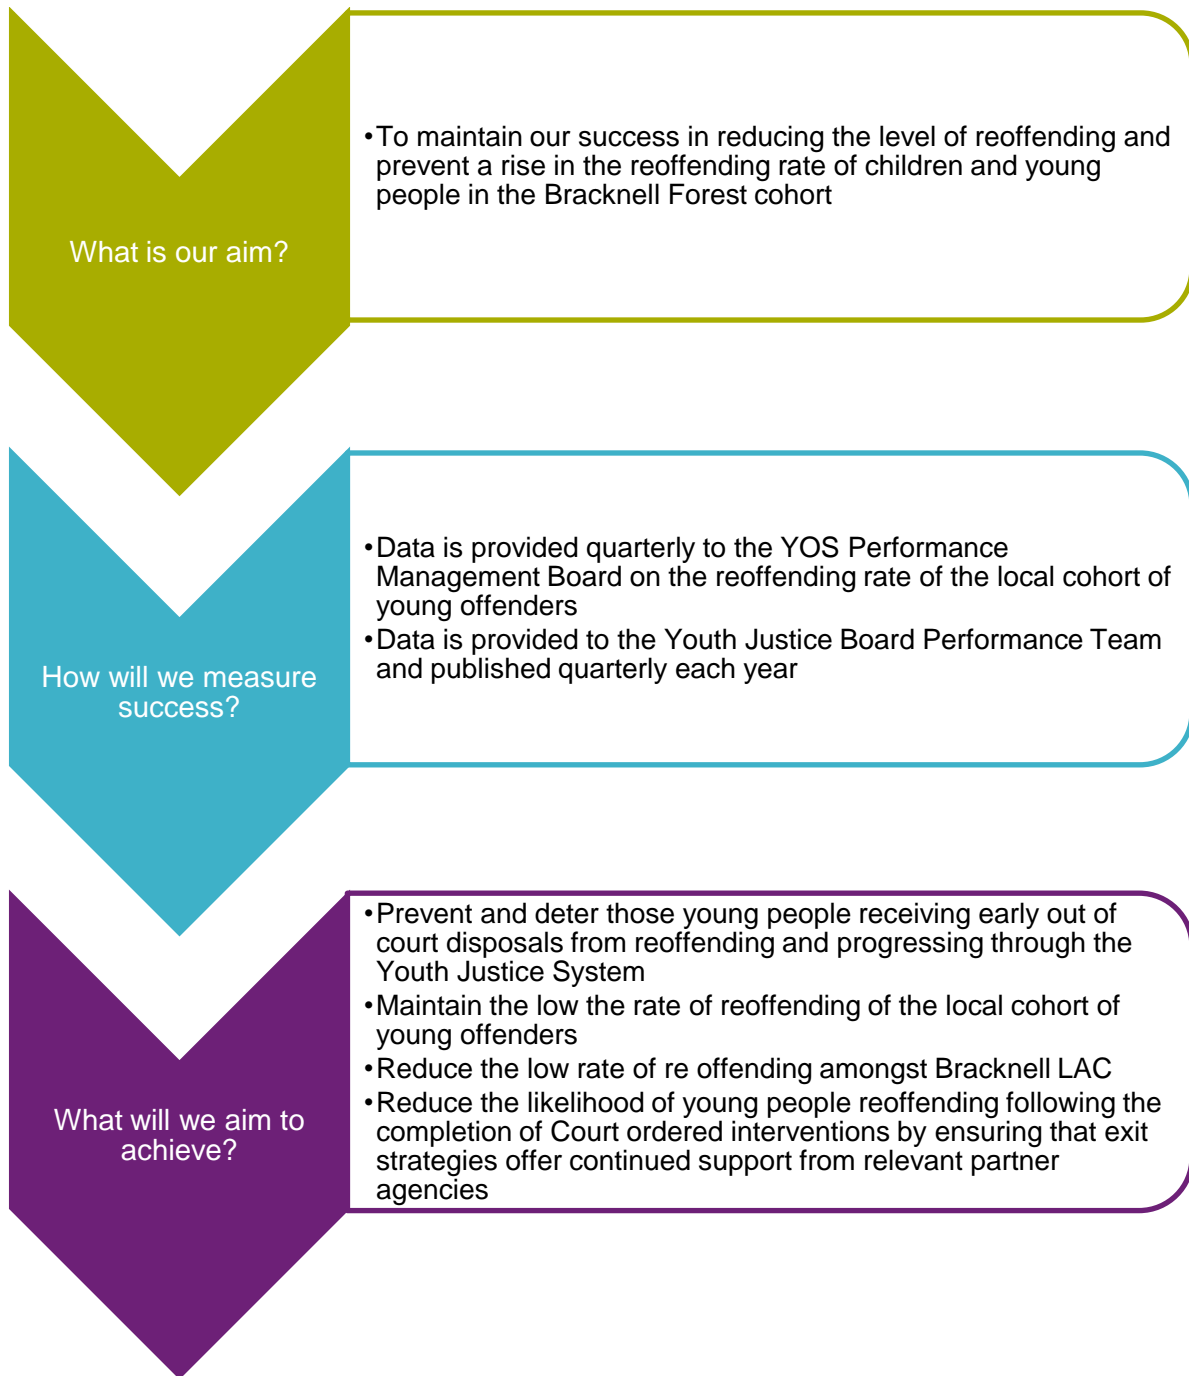 What is our aim?
•To maintain our success in reducing the level of reoffending and
prevent a rise in the reoffending rate of children and young
people in the Bracknell Forest cohort
How will we measure
success?
•Data is provided quarterly to the YOS Performance
Management Board on the reoffending rate of the local cohort of
young offenders
•Data is provided to the Youth Justice Board Performance Team
and published quarterly each year
What will we aim to
achieve?
•Prevent and deter those young people receiving early out of
court disposals from reoffending and progressing through the
Youth Justice System
•Maintain the low the rate of reoffending of the local cohort of
young offenders
•Reduce the low rate of re offending amongst Bracknell LAC
•Reduce the likelihood of young people reoffending following the
completion of Court ordered interventions by ensuring that exit
strategies offer continued support from relevant partner
agencies